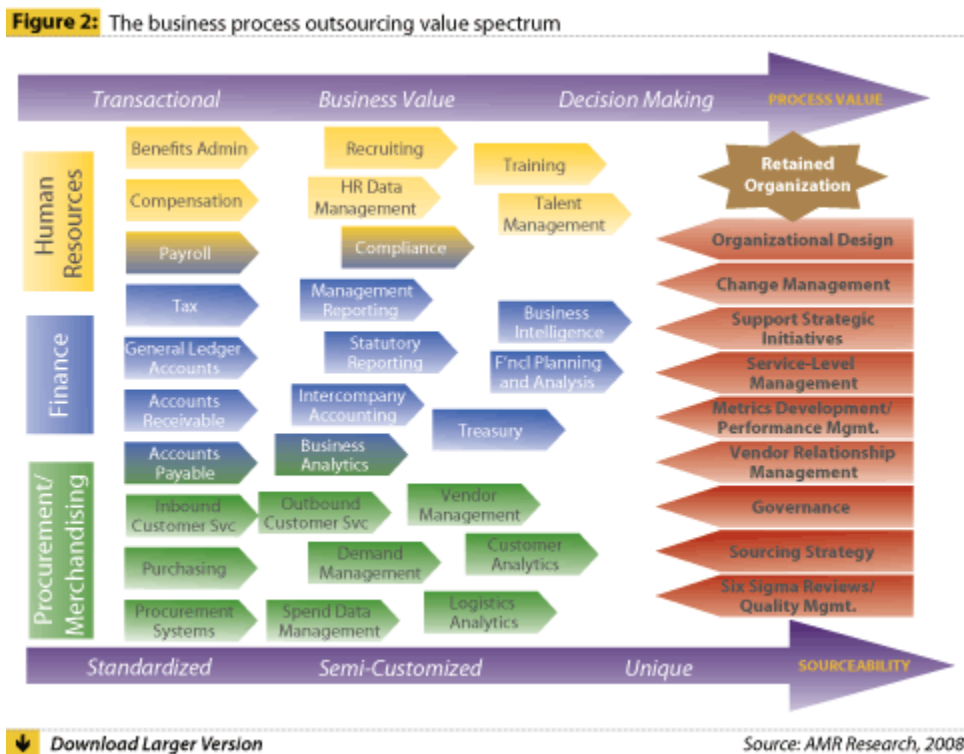 Figure 2: The business process outsourcing value spectrum
Transactional Business Value Decision Making PROCESS VALUE
Human
Resources
Benefits Admin
Recruiting
Training
Compensation
HR Data
Management
Talent
Management
Payroll
Compliance
Finance
Tax
Management
Reporting
Business
Intelligence
General Ledger
Accounts
Statutory
Reporting
F'ncl Planning
and Analysis
Accounts
Receivable
Intercompany
Accounting
Treasury
Accounts
Payable
Business
Analytics
Procurement/
Merchandising
Inbound
Customer Svc
Outbound
Customer Svc
Vendor
Management
Purchasing
Demand
Management
Customer
Analytics
Procurement
Systems
Spend Data
Management
Logistics
Analytics
Retained
Organization
Organizational Design
Change Management
Support Strategic
Initiatives
Service-Level
Management
Metrics Development/
Performance Mgmt.
Vendor Relationship
Management
Governance
Sourcing Strategy
Six Sigma Reviews/
Quality Mgmt.
Standardized Semi-Customized Unique SOURCEABILITY
Download Larger Version
Source: AMR Research, 2008